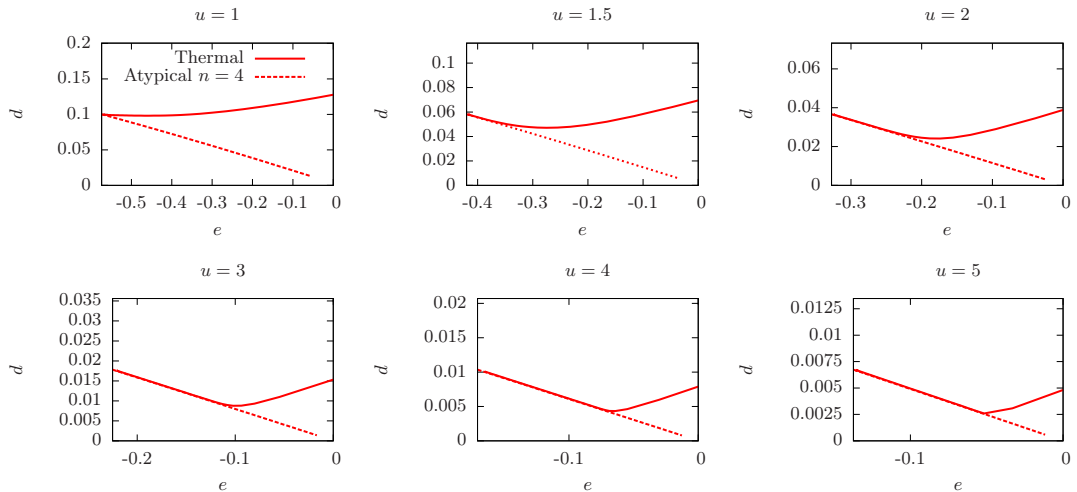 u = 1
0.2
0.15
0.1
0.05
0
d
Thermal
Atypical n = 4
-0.5 -0.4 -0.3 -0.2 -0.1 0
e
u = 1.5
0.1
0.08
0.06
0.04
0.02
0
d
-0.4 -0.3 -0.2 -0.1 0
e
u = 2
0.06
0.04
0.02
0
d
-0.3 -0.2 -0.1 0
e
u = 3
0.035
0.03
0.025
0.02
0.015
0.01
0.005
0
d
-0.2 -0.1 0
e
u = 4
0.02
0.015
0.01
0.005
0
d
-0.1 0
e
u = 5
0.0125
0.01
0.0075
0.005
0.0025
0
d
-0.1 0
e